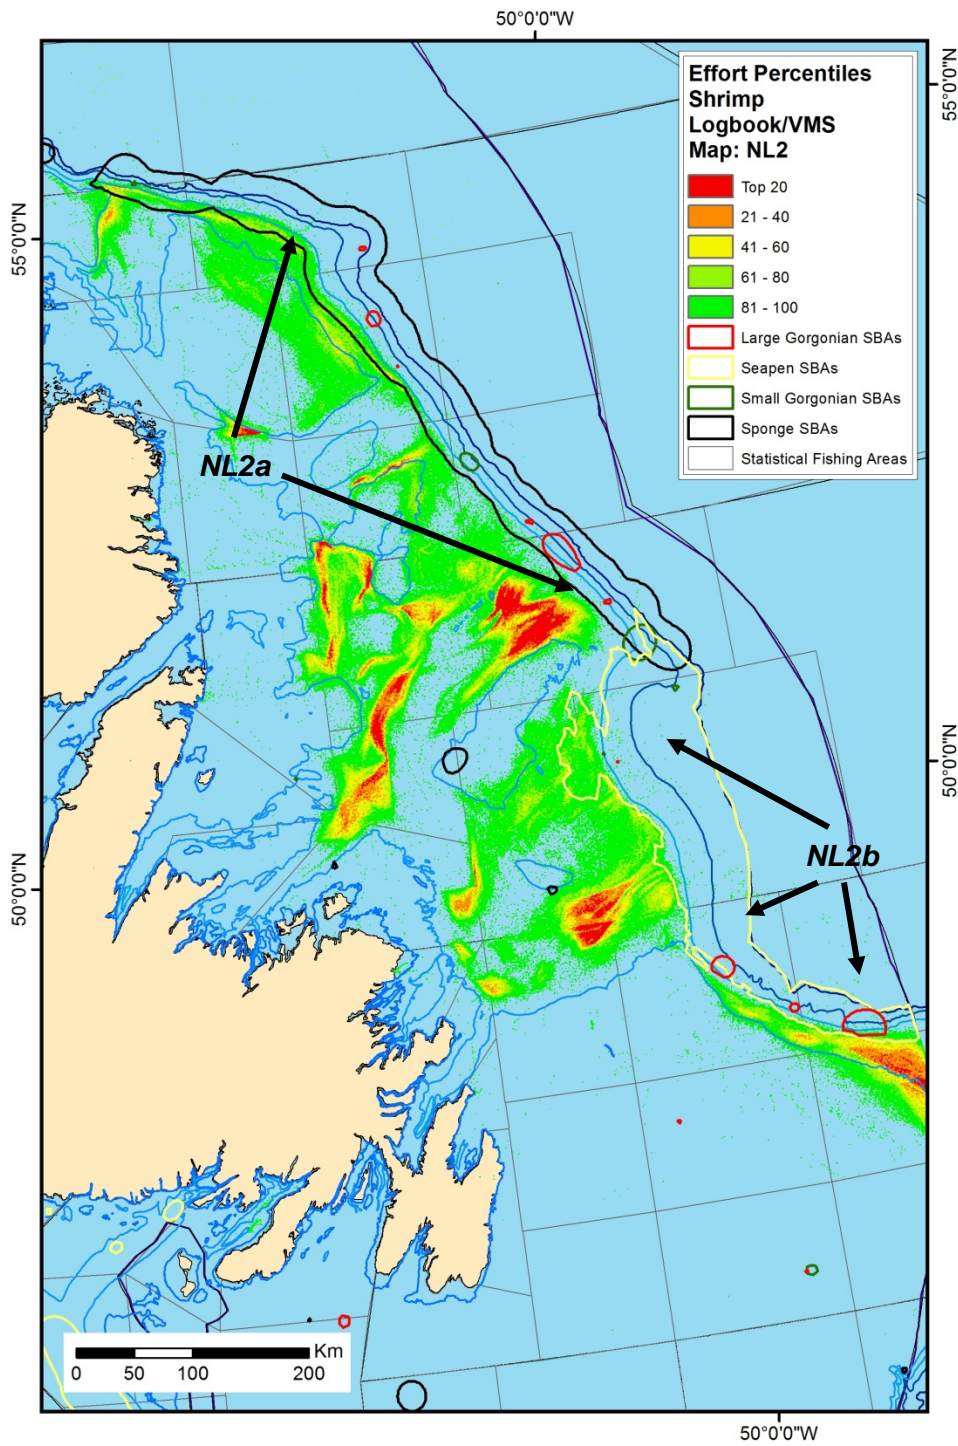 50°0'0"W
Effort Percentiles
Shrimp
Logbook/VMS
Map: NL2
Top 20
21 - 40
41 - 60
61 - 80
81 - 100
Large Gorgonian SBAs
Seapen SBAs
Small Gorgonian SBAs
Sponge SBAs
Statistical Fishing Areas
55°0'0"N
55°0'0"N
NL2a
50°0'0"N
NL2b
50°0'0"N
Km
0 50 100 200
50°0'0"W